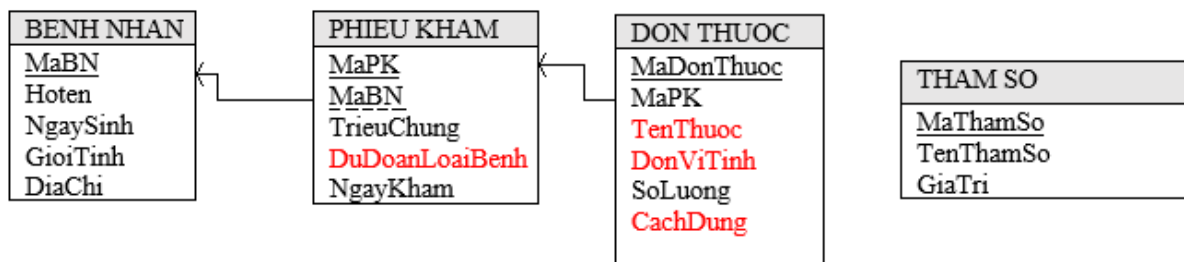 BENH NHAN
MaBN
Hoten
NgaySinh
GioiTinh
DiaChi
PHIEU KHAM
MaPK
MaBN
TrieuChung
DuDoanLoaiBenh
NgayKham
DON THUOC
MaDonThuoc
MaPK
TenThuoc
DonViTinh
SoLuong
CachDung
THAM SO
MaThamSo
TenThamSo
GiaTri